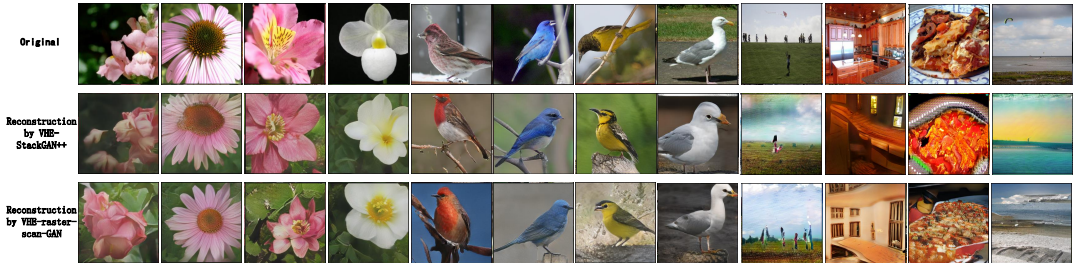 Original
Reconstruction
by VHE-
StackGAN++
Reconstruction
by VHE-raster-
scan-GAN